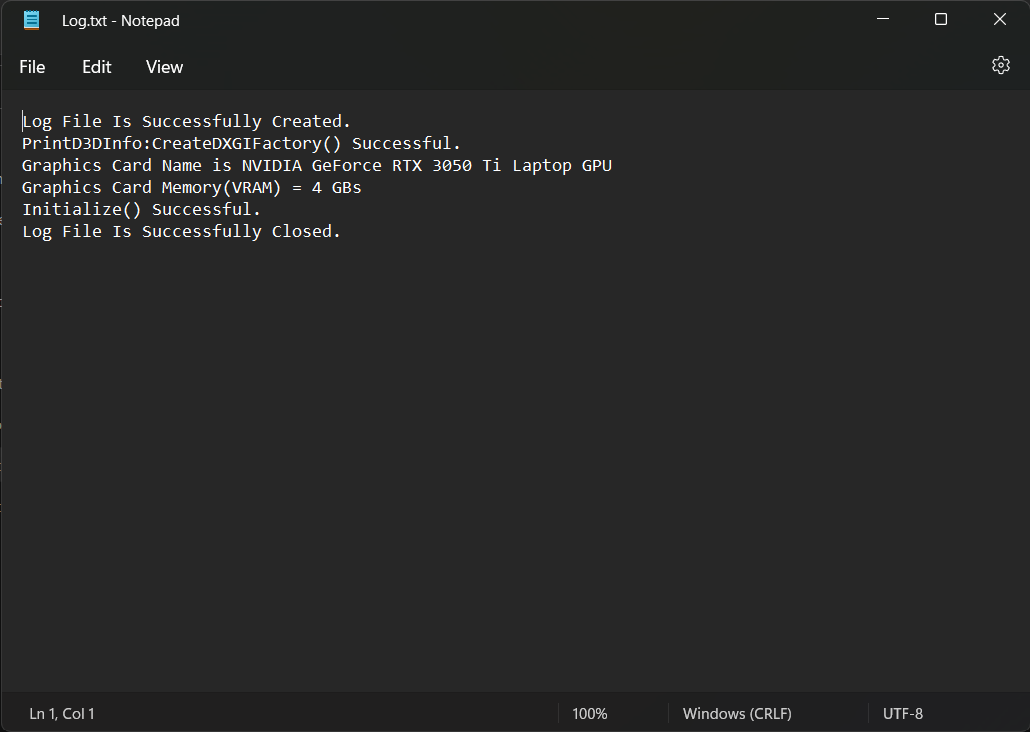 Log.txt - Notepad
File Edit View
Log File Is Successfully Created.
PrintD3DInfo:CreateDXGIFactory() Successful.
Graphics Card Name is NVIDIA GeForce RTX 3050 Ti Laptop GPU
Graphics Card Memory(VRAM) = 4 GBs
Initialize() Successful.
Log File Is Successfully Closed.
Ln 1, Col 1 100% Windows (CRLF) UTF-8